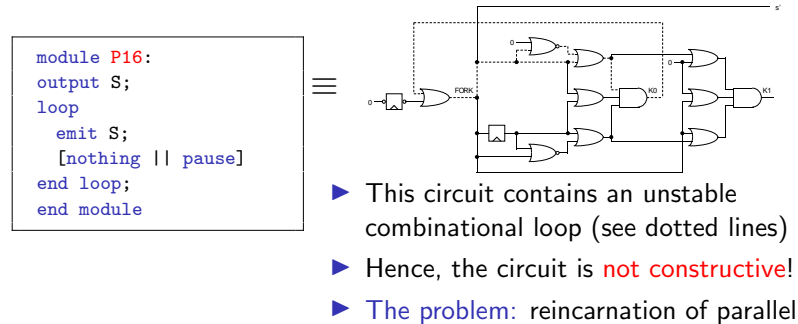 module P16:
output S;
loop
emit S;
[nothing || pause]
end loop;
end module
≡
s'
0
0
0
FORK
K0
K1
This circuit contains an unstable
combinational loop (see dotted lines)
Hence, the circuit is not constructive!
The problem: reincarnation of parallel